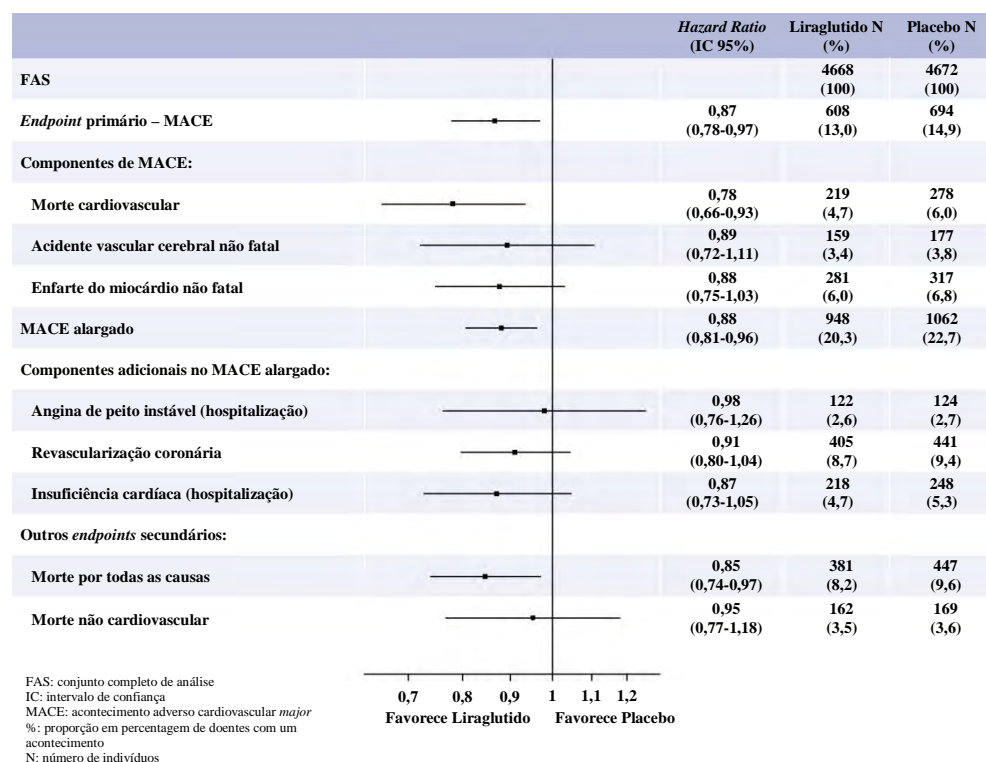 Hazard Ratio Liraglutido N Placebo N
(IC 95%) (%) (%)
FAS 4668 4672
(100) (100)
Endpoint primário – MACE 0,87 608 694
(0,78-0,97) (13,0) (14,9)
Componentes de MACE:
Morte cardiovascular 0,78 219 278
(0,66-0,93) (4,7) (6,0)
Acidente vascular cerebral não fatal 0,89 159 177
(0,72-1,11) (3,4) (3,8)
Enfarte do miocárdio não fatal 0,88 281 317
(0,75-1,03) (6,0) (6,8)
MACE alargado 0,88 948 1062
(0,81-0,96) (20,3) (22,7)
Componentes adicionais no MACE alargado:
Angina de peito instável (hospitalização) 0,98 122 124
(0,76-1,26) (2,6) (2,7)
Revascularização coronária 0,91 405 441
(0,80-1,04) (8,7) (9,4)
Insuficiência cardíaca (hospitalização) 0,87 218 248
(0,73-1,05) (4,7) (5,3)
Outros endpoints secundários:
Morte por todas as causas 0,85 381 447
(0,74-0,97) (8,2) (9,6)
Morte não cardiovascular 0,95 162 169
(0,77-1,18) (3,5) (3,6)
0,7 0,8 0,9 1 1,1 1,2
Favorece Liraglutido Favorece Placebo
FAS: conjunto completo de análise
IC: intervalo de confiança
MACE: acontecimento adverso cardiovascular major
%: proporção em percentagem de doentes com um
acontecimento
N: número de indivíduos